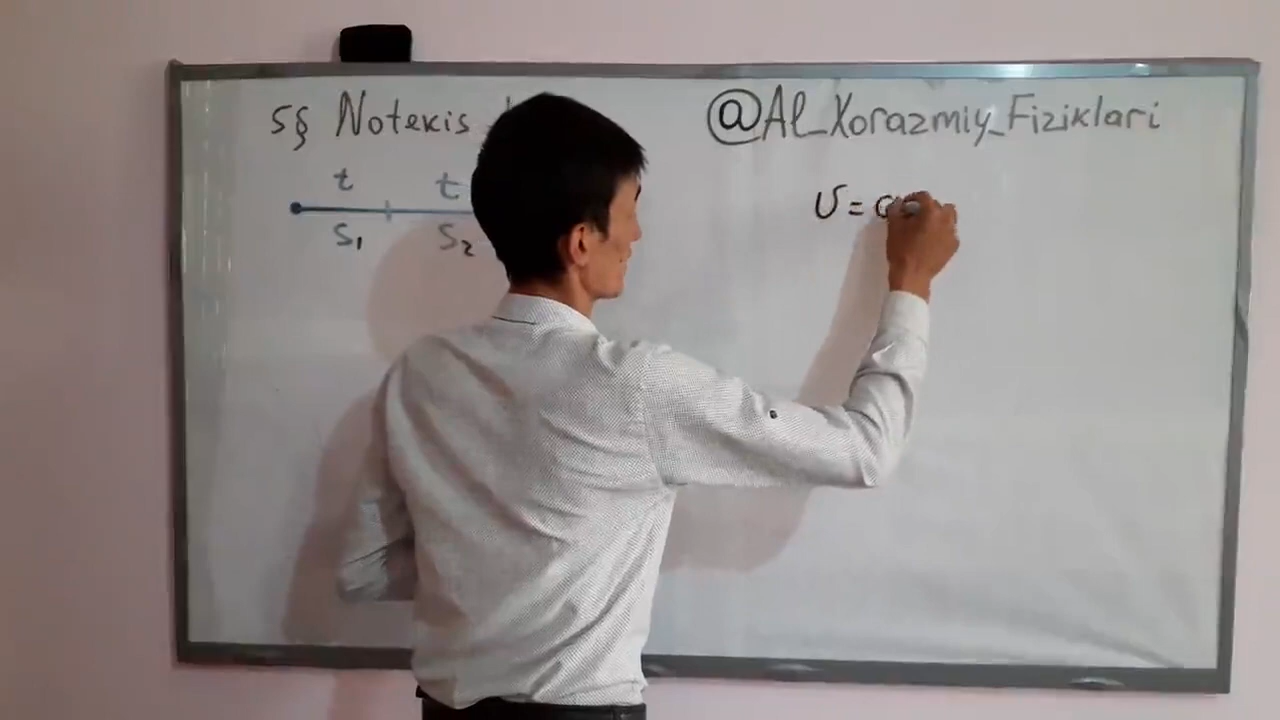 5§ Notekis
@Al_Xorazmiy_Fiziklari
t t
S₁ S₂
υ =